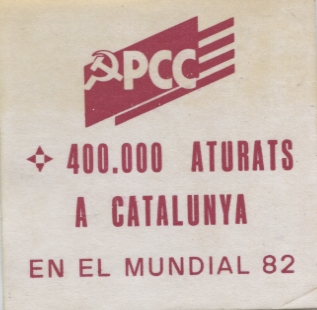 PCC
400.000 ATURATS
A CATALUNYA
EN EL MUNDIAL 82